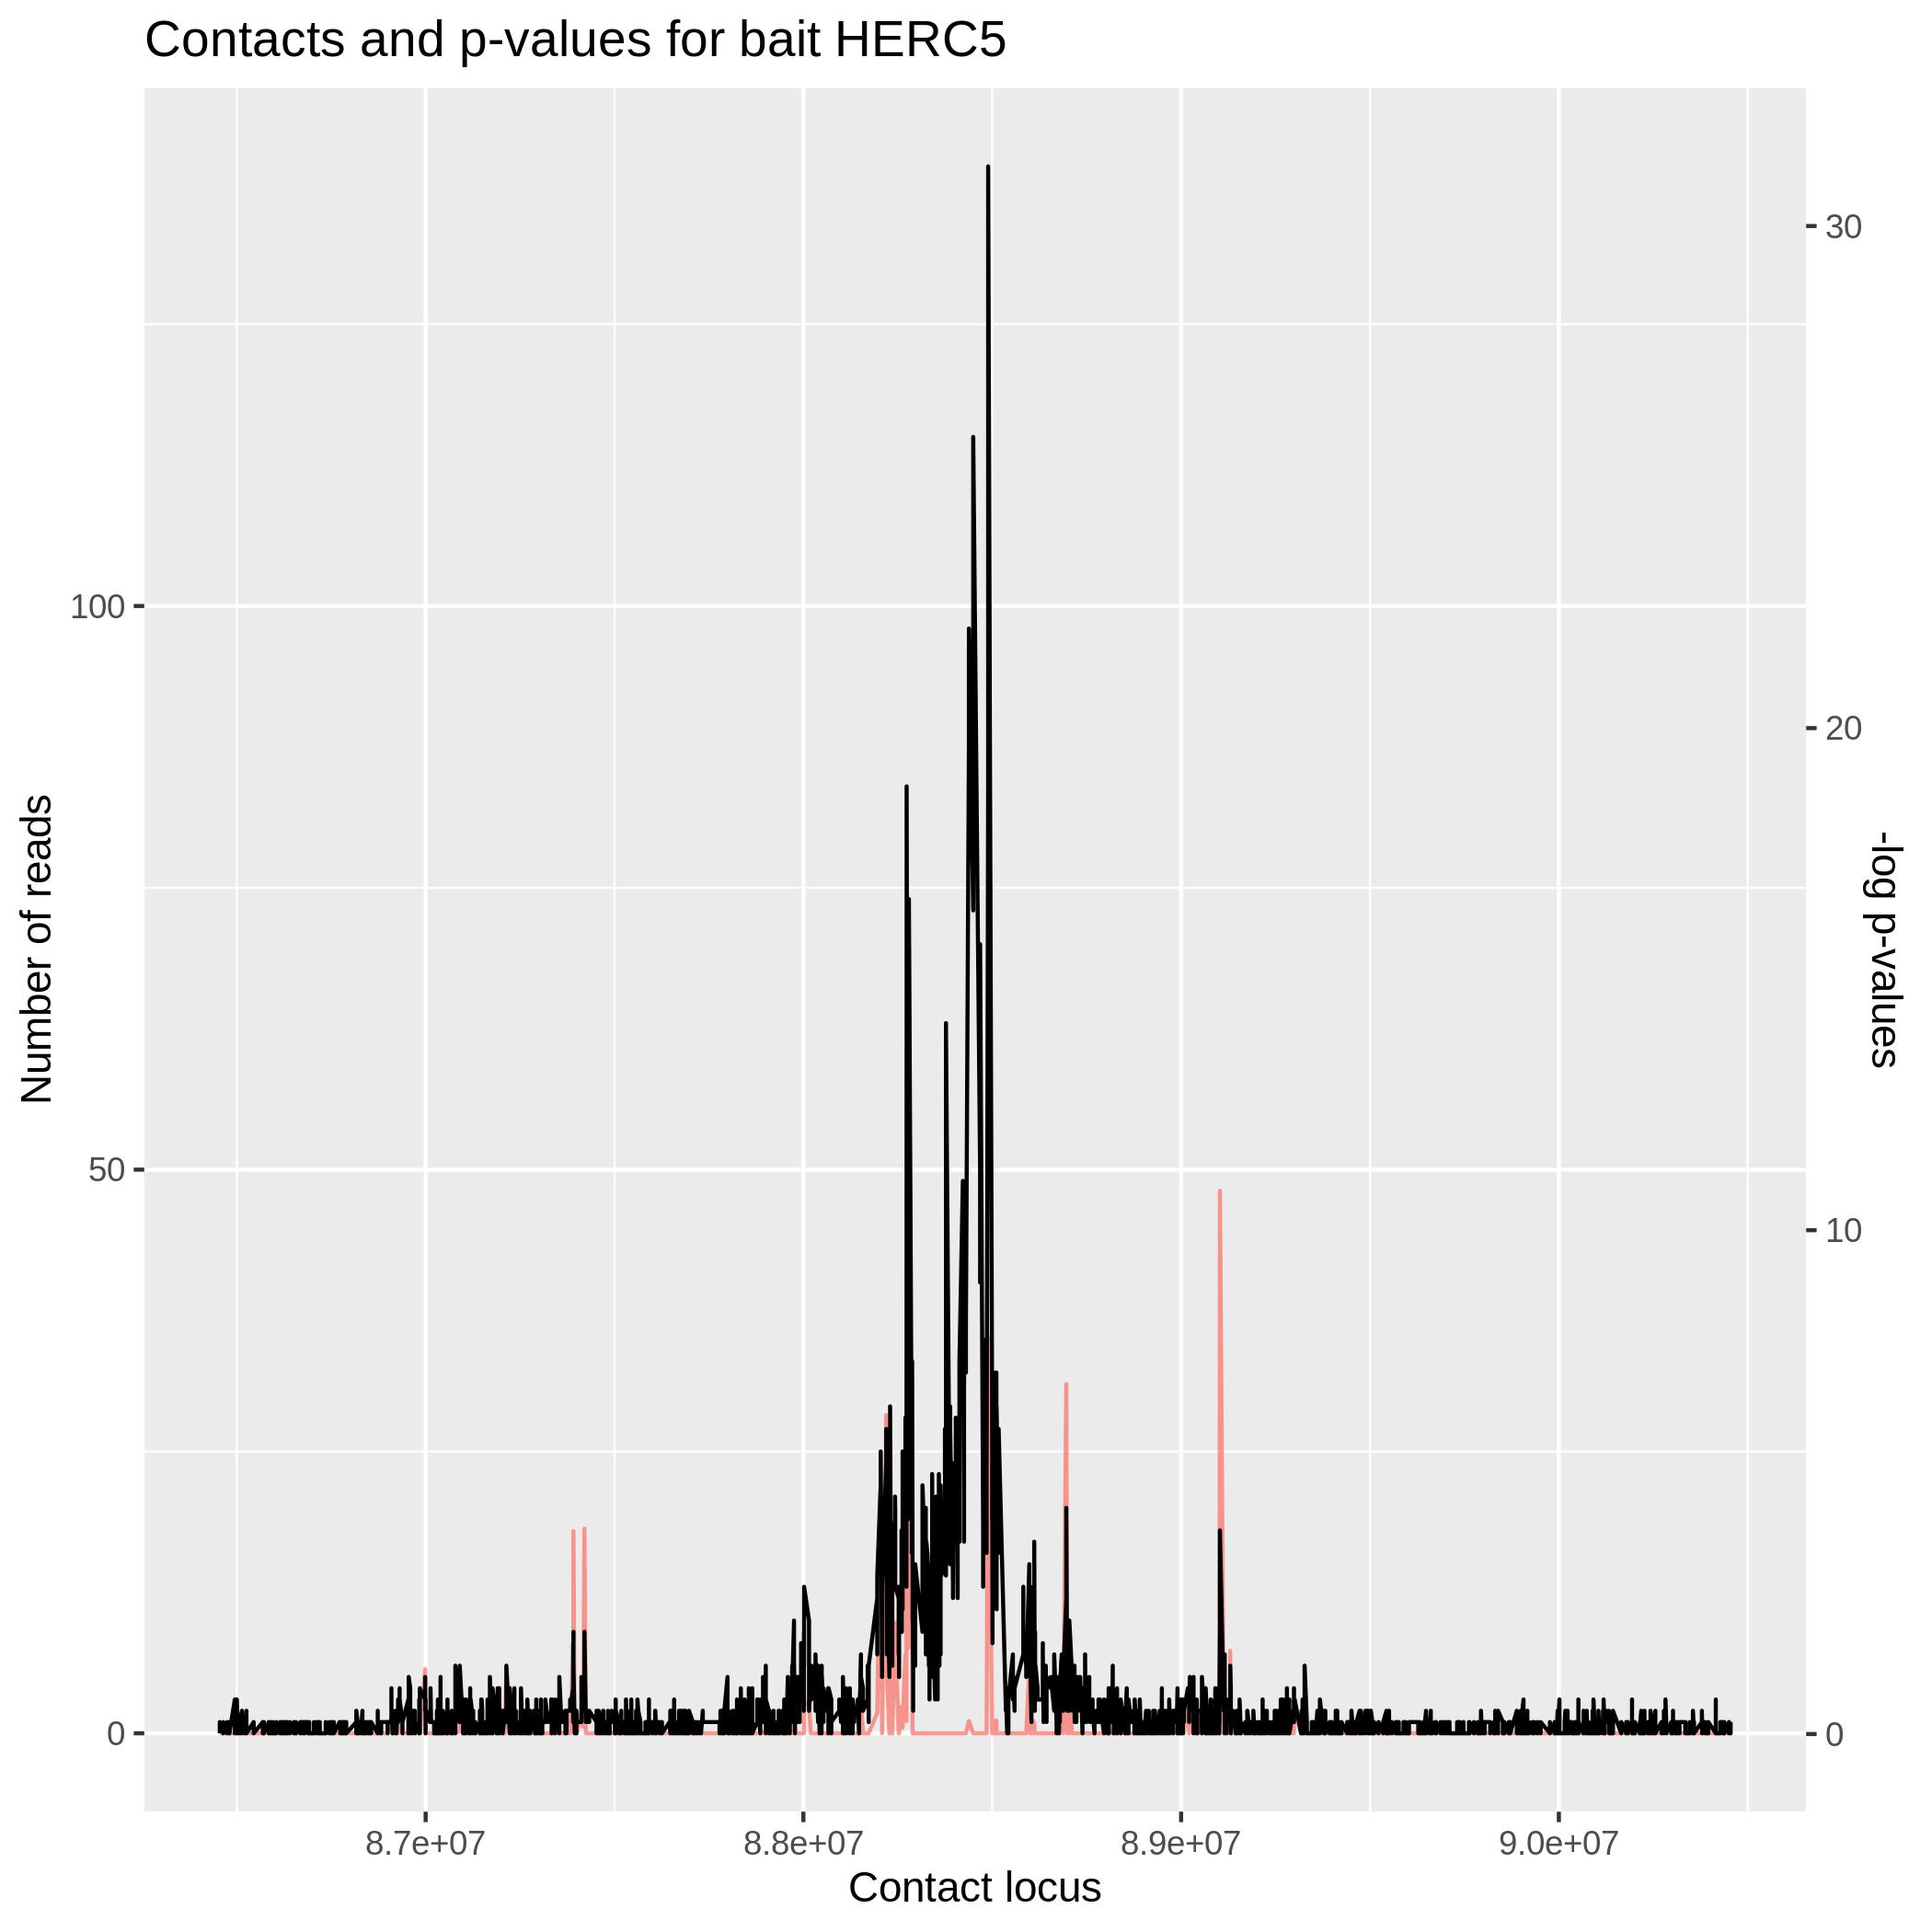 Contacts and p-values for bait HERC5
Number of reads
100
50
0
30
20
10
0
-log p-values
8.7e+07
8.8e+07
8.9e+07
9.0e+07
Contact locus